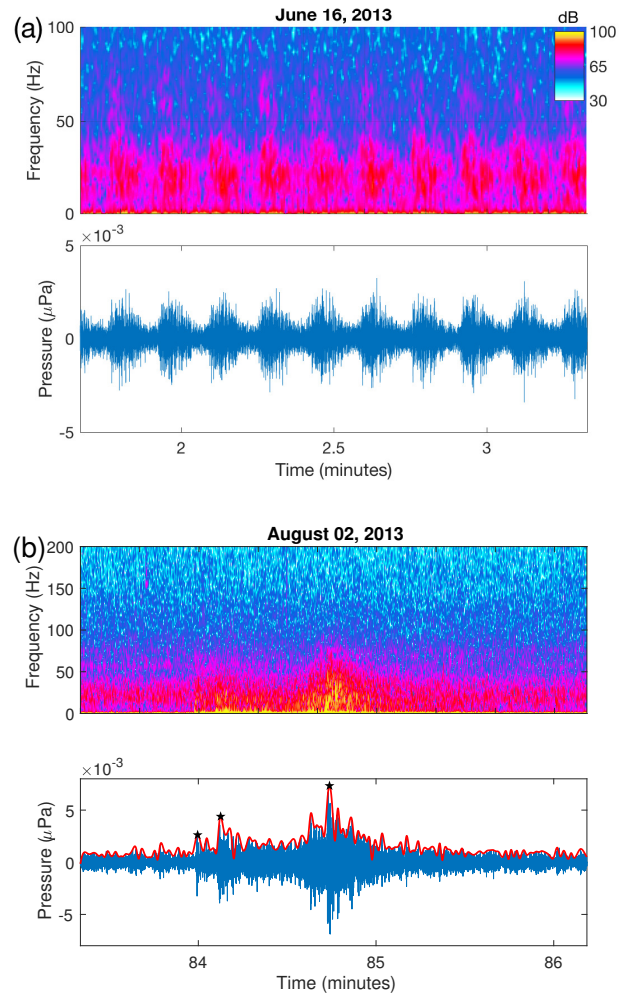 (a)
June 16, 2013
dB
100
65
30
100
50
0
Frequency (Hz)
×10-3
5
0
-5
Pressure (μPa)
2
2.5
3
Time (minutes)
(b)
August 02, 2013
200
150
100
50
0
Frequency (Hz)
×10-3
5
0
-5
Pressure (μPa)
84
85
86
Time (minutes)